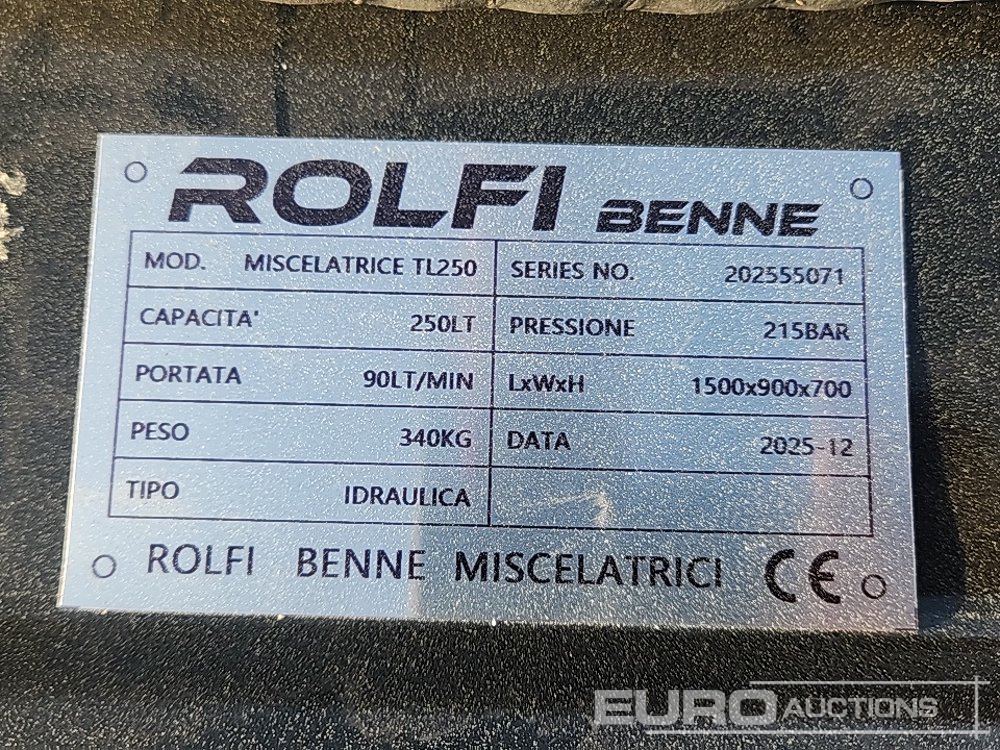 ROLFI BENNE
MOD. MISCELATRICE TL250 SERIES NO. 202555071
CAPACITA' 250LT PRESSIONE 215BAR
PORTATA 90LT/MIN LxWxH 1500x900x700
PESO 340KG DATA 2025-12
TIPO IDRAULICA
ROLFI BENNE MISCELATRICI CE
EURO AUCTIONS